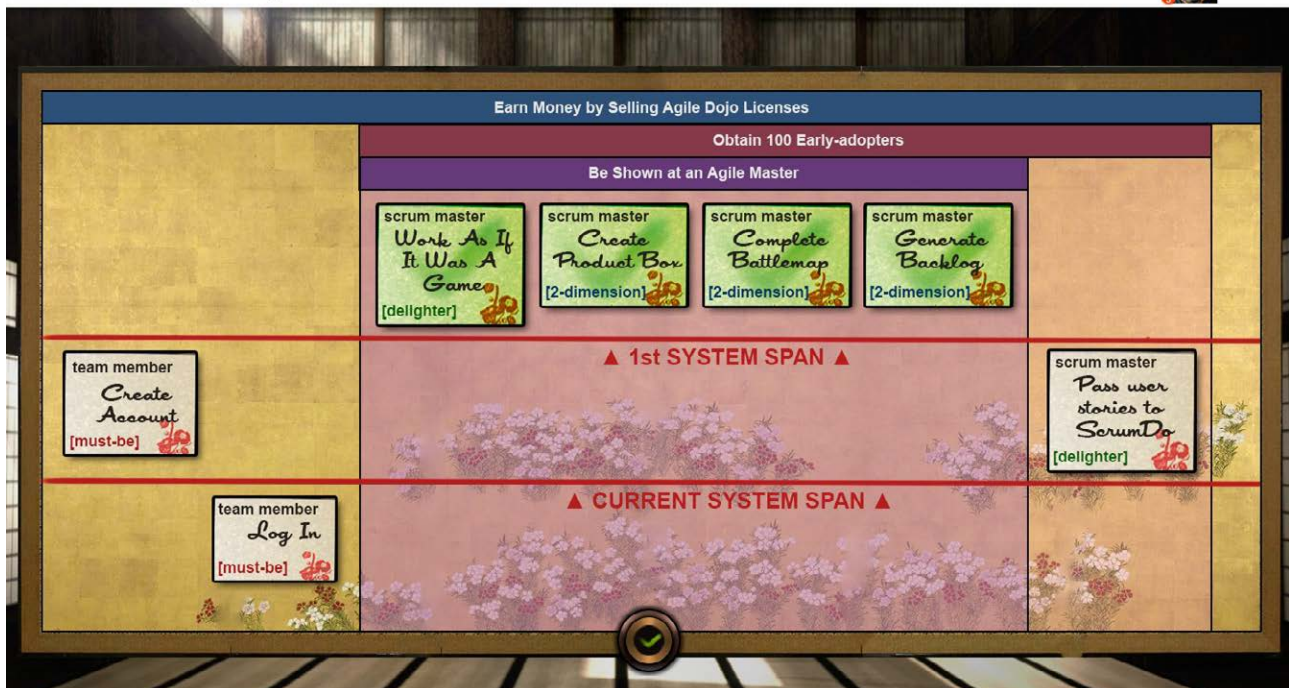 Earn Money by Selling Agile Dojo Licenses
Obtain 100 Early-adopters
Be Shown at an Agile Master
scrum master
Work As If
It Was A
Game
[delighter]
scrum master
Create
Product Box
[2-dimension]
scrum master
Complete
Battlemap
[2-dimension]
scrum master
Generate
Backlog
[2-dimension]
▲ 1st SYSTEM SPAN ▲
team member
Create
Account
[must-be]
scrum master
Pass user
stories to
ScrumDo
[delighter]
▲ CURRENT SYSTEM SPAN ▲
team member
Log In
[must-be]